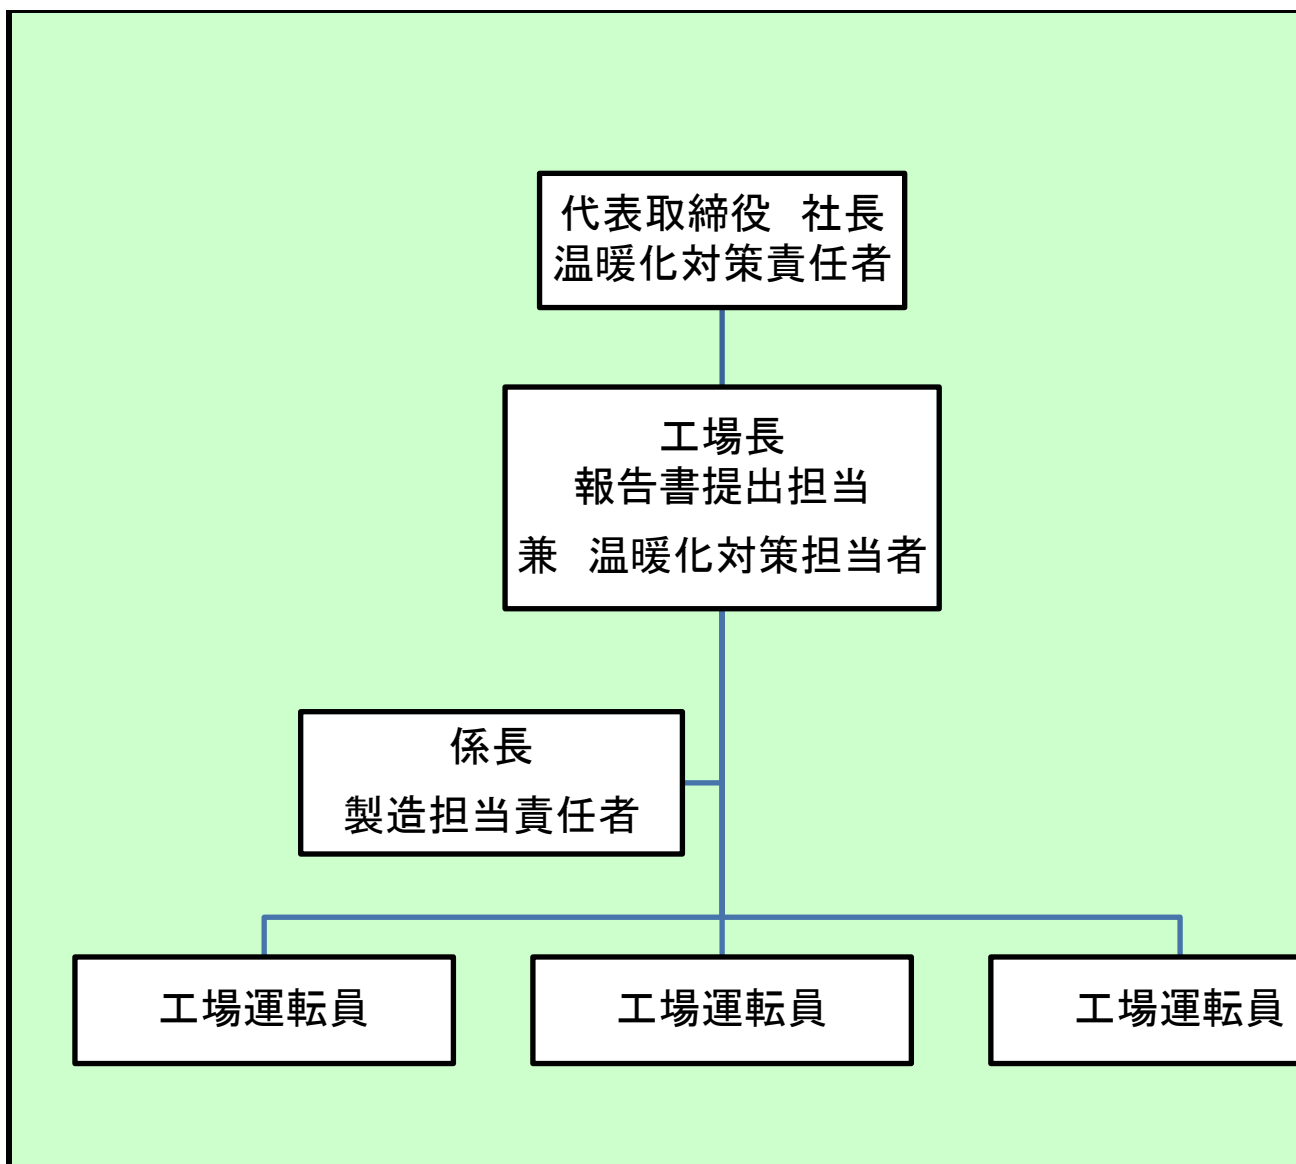 代表取締役　社長
温暖化対策責任者
工場長
報告書提出担当
兼　温暖化対策担当者
係長
製造担当責任者
工場運転員
工場運転員
工場運転員